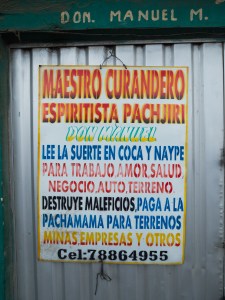 DON. MANUEL M.
MAESTRO CURANDERO
ESPIRITISTA PACHJIRI
DON MANUEL
LEE LA SUERTE EN COCA Y NAYPE
PARA TRABAJO,AMOR,SALUD,
NEGOCIO,AUTO,TERRENO.
DESTRUYE MALEFICIOS,PAGA A LA
PACHAMAMA PARA TERRENOS
MINAS,EMPRESAS Y OTROS
Cel:78864955